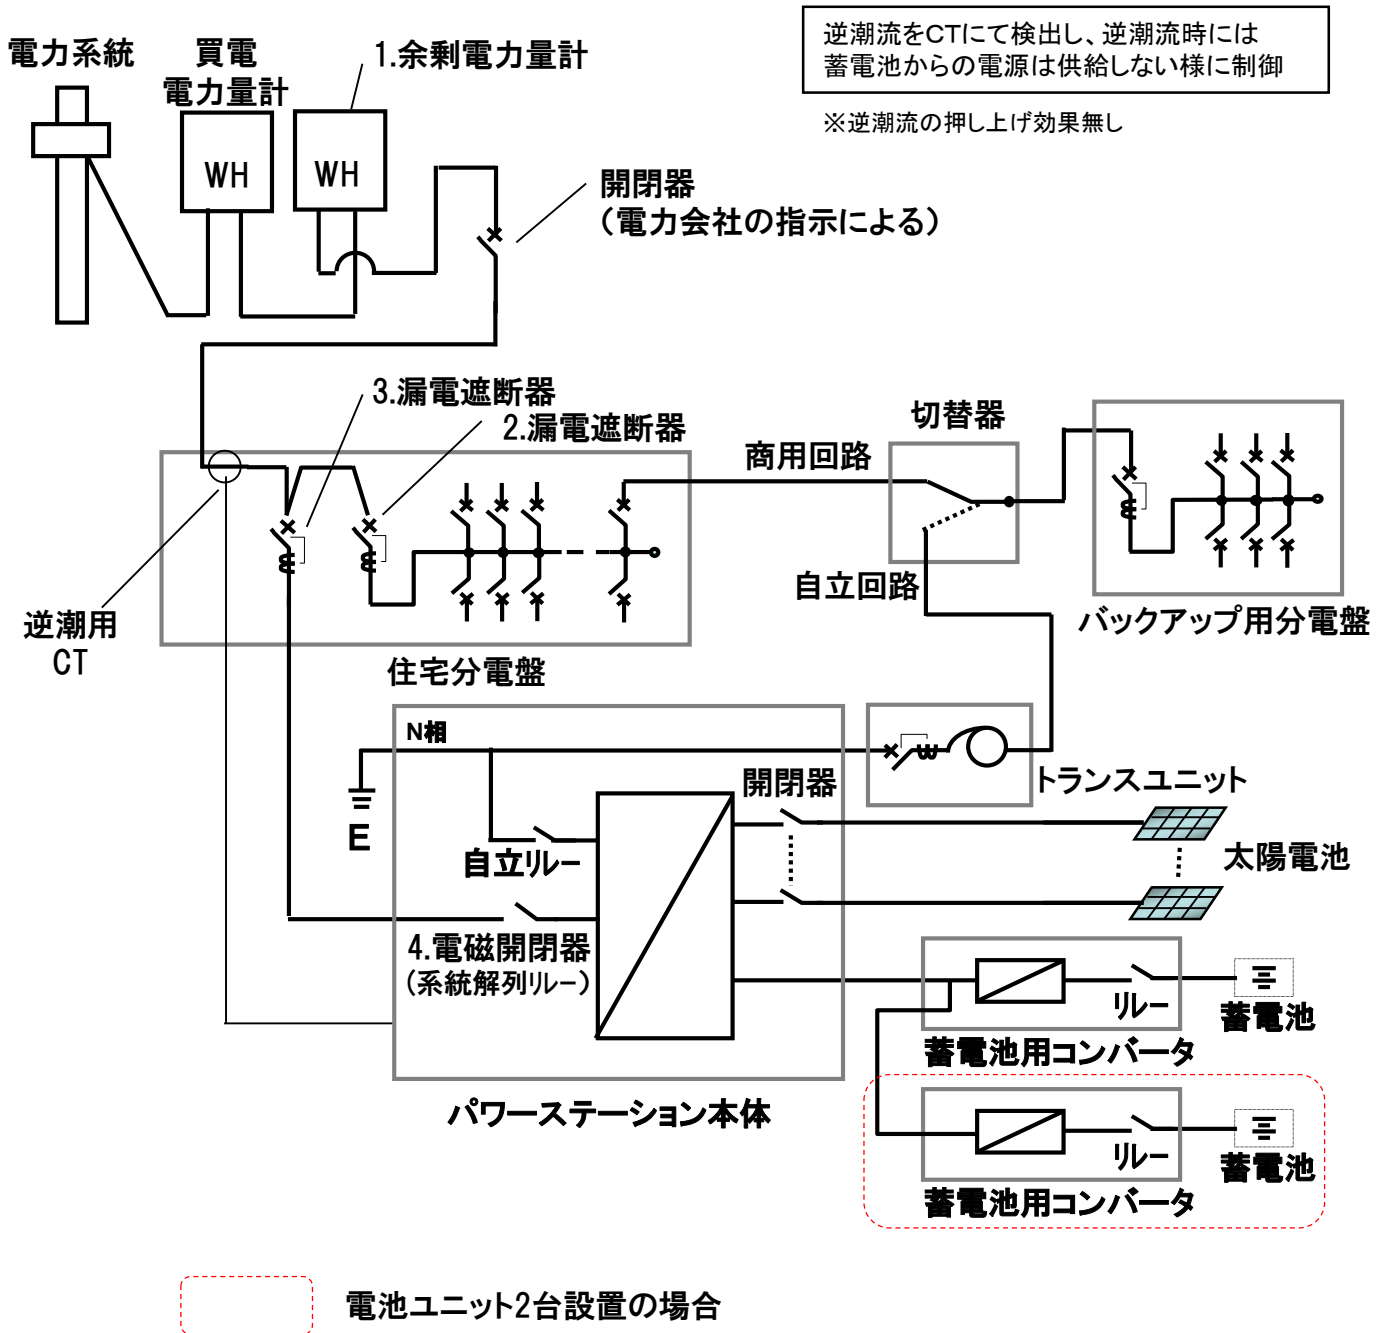 逆潮流をCTにて検出し、逆潮流時には
蓄電池からの電源は供給しない様に制御
※逆潮流の押し上げ効果無し
電力系統
買電
電力量計
1.余剰電力量計
WH
WH
開閉器
(電力会社の指示による)
3.漏電遮断器
2.漏電遮断器
切替器
商用回路
自立回路
バックアップ用分電盤
逆潮用
CT
住宅分電盤
N相
E
自立リレー
開閉器
トランスユニット
太陽電池
4.電磁開閉器
(系統解列リレー)
リレー
蓄電池
蓄電池用コンバータ
パワーステーション本体
リレー
蓄電池
蓄電池用コンバータ
電池ユニット2台設置の場合